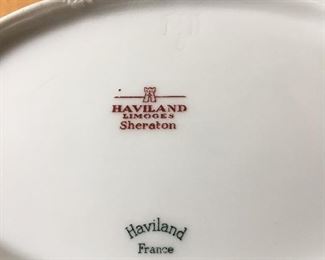 HAVILAND
LIMOGES
Sheraton
Haviland
France